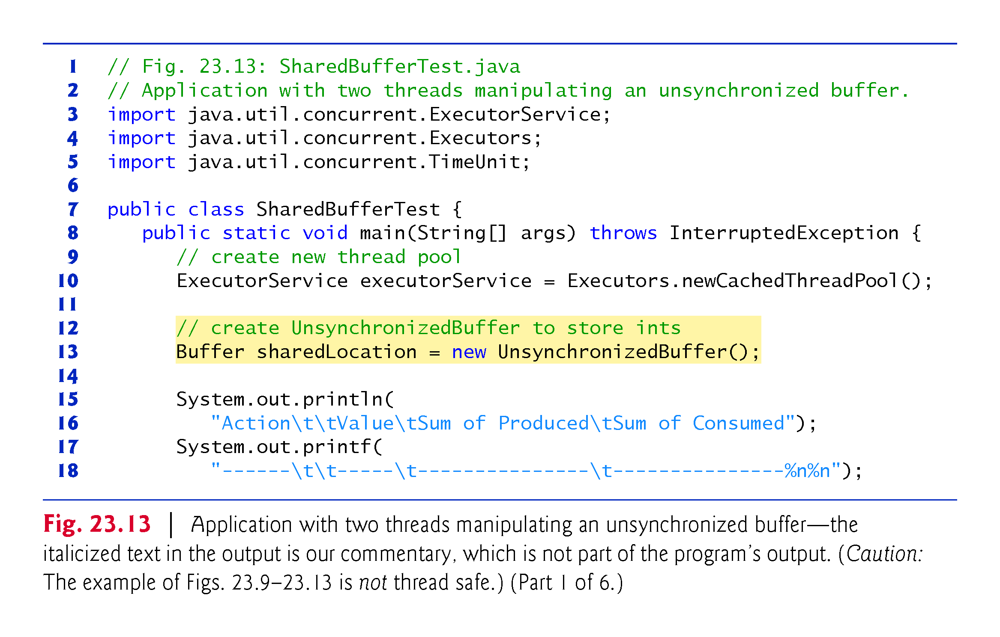 1 // Fig. 23.13: SharedBufferTest.java
2 // Application with two threads manipulating an unsynchronized buffer.
3 import java.util.concurrent.ExecutorService;
4 import java.util.concurrent.Executors;
5 import java.util.concurrent.TimeUnit;
6
7 public class SharedBufferTest {
8    public static void main(String[] args) throws InterruptedException {
9       // create new thread pool
10       ExecutorService executorService = Executors.newCachedThreadPool();
11
12       // create UnsynchronizedBuffer to store ints
13       Buffer sharedLocation = new UnsynchronizedBuffer();
14
15       System.out.println(
16          "Action\t\tValue\tSum of Produced\tSum of Consumed");
17       System.out.printf(
18          "------\t\t-----\t---------------\t---------------%n%n");
Fig. 23.13 | Application with two threads manipulating an unsynchronized buffer—the
italicized text in the output is our commentary, which is not part of the program’s output. (Caution:
The example of Figs. 23.9–23.13 is not thread safe.) (Part 1 of 6.)